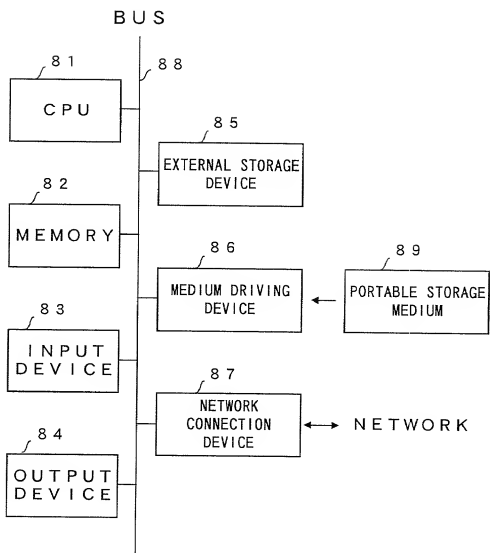 BUS
88
81
CPU
85
EXTERNAL STORAGE
DEVICE
82
MEMORY
86
MEDIUM DRIVING
DEVICE
89
PORTABLE STORAGE
MEDIUM
83
INPUT
DEVICE
87
NETWORK
CONNECTION
DEVICE
NETWORK
84
OUTPUT
DEVICE